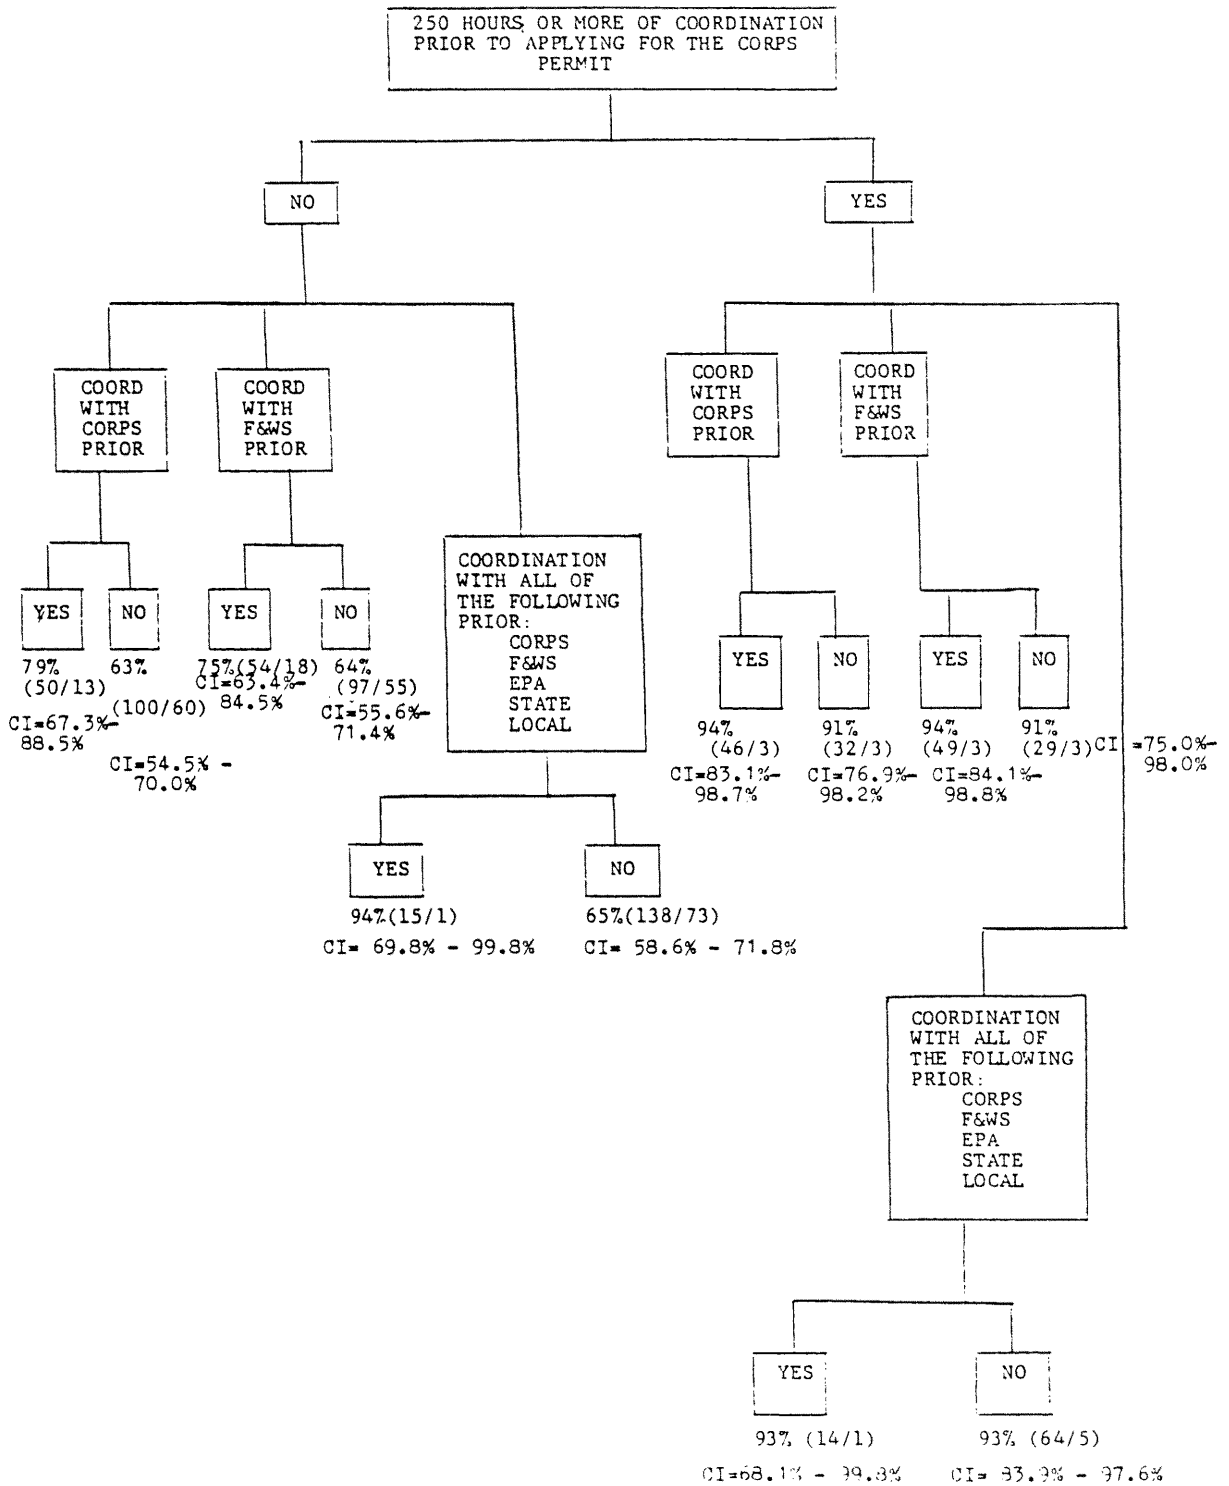 250 HOURS OR MORE OF COORDINATION
PRIOR TO APPLYING FOR THE CORPS
PERMIT
NO
YES
COORD
WITH
CORPS
PRIOR
COORD
WITH
F&WS
PRIOR
COORD
WITH
CORPS
PRIOR
COORD
WITH
F&WS
PRIOR
YES
NO
YES
NO
79%
(50/13)
CI=67.3%-
88.5%
63%
(100/60)
CI=54.5% -
70.0%
75%(54/18)
CI=63.4%-
84.5%
64%
(97/55)
CI=55.6%-
71.4%
COORDINATION
WITH ALL OF
THE FOLLOWING
PRIOR:
CORPS
F&WS
EPA
STATE
LOCAL
YES
NO
YES
NO
94%
(46/3)
CI=83.1%-
98.7%
91%
(32/3)
CI=76.9%-
98.2%
94%
(49/3)
CI=84.1%-
98.8%
91%
(29/3)
CI =75.0%-
98.0%
YES
NO
94%(15/1)
CI= 69.8% - 99.8%
65%(138/73)
CI= 58.6% - 71.8%
COORDINATION
WITH ALL OF
THE FOLLOWING
PRIOR:
CORPS
F&WS
EPA
STATE
LOCAL
YES
NO
93% (14/1)
CI=68.1% - 99.8%
93% (64/5)
CI= 83.9% - 97.6%